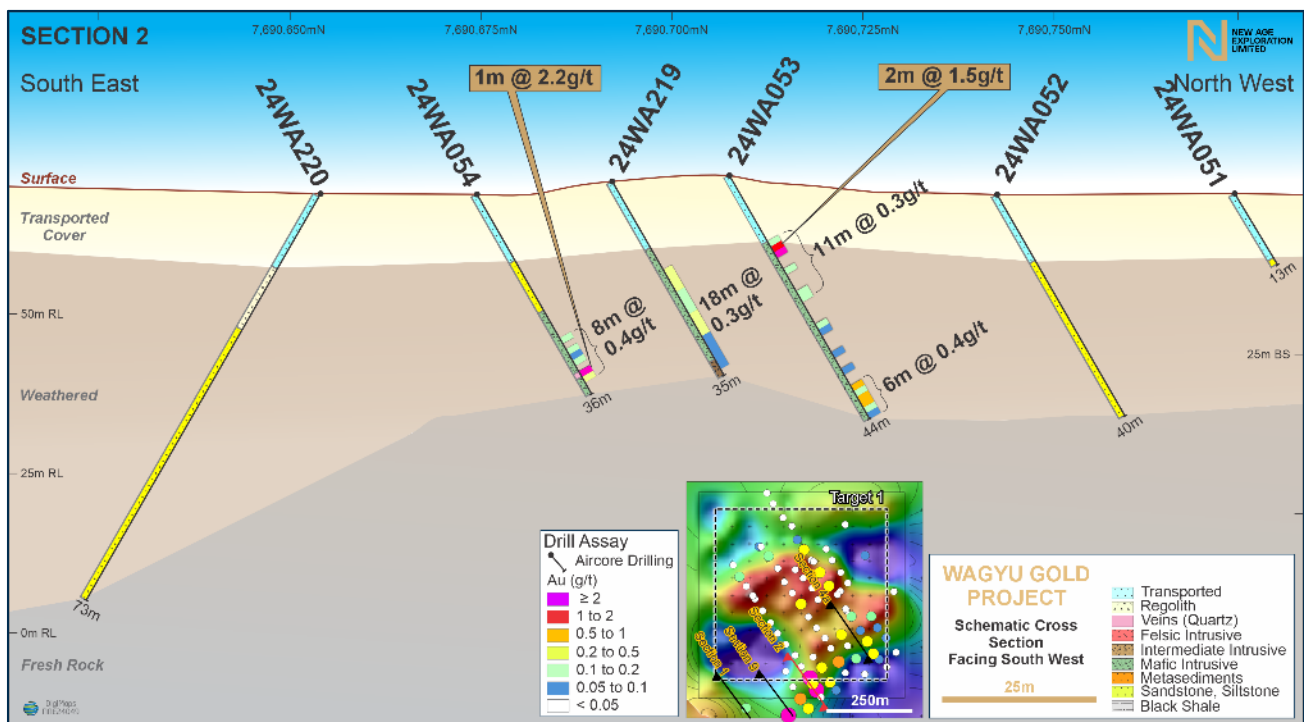 SECTION 2
7,690,650mN
7,690,675mN
7,690,700mN
7,690,725mN
7,690,750mN
NEW AGE
EXPLORATION
LIMITED
South East
North West
1m @ 2.2g/t
2m @ 1.5g/t
24WA220
24WA054
24WA219
24WA053
24WA052
24WA051
Surface
Transported
Cover
11m @ 0.3g/t
8m @
0.4g/t
18m @
0.3g/t
6m @ 0.4g/t
50m RL
25m BS
Weathered
25m RL
0m RL
Fresh Rock
73m
36m
35m
44m
40m
13m
Drill Assay
Aircore Drilling
Au (g/t)
≥ 2
1 to 2
0.5 to 1
0.2 to 0.5
0.1 to 0.2
0.05 to 0.1
< 0.05
Target 1
Section 2
Section 1
250m
WAGYU GOLD
PROJECT
Schematic Cross
Section
Facing South West
25m
Transported
Regolith
Veins (Quartz)
Felsic Intrusive
Intermediate Intrusive
Mafic Intrusive
Metasediments
Sandstone, Siltstone
Black Shale
DigiMaps